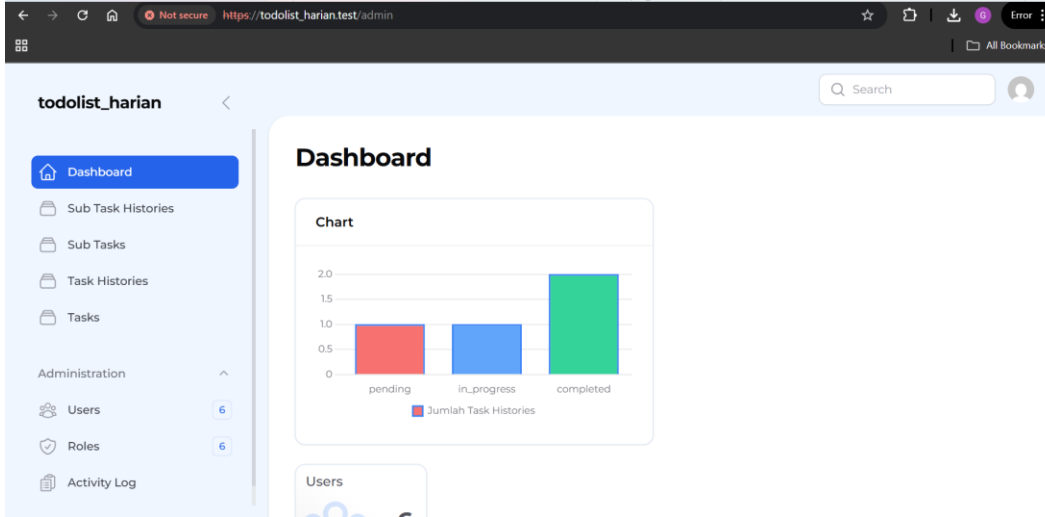 Not secure https://todolist_harian.test/admin
G
Error
All Bookmarks
todolist_harian
Search
Dashboard
Dashboard
Sub Task Histories
Chart
Sub Tasks
Task Histories
Tasks
2.0
1.5
1.0
0.5
0
pending in_progress completed
Jumlah Task Histories
Administration
Users 6
Roles 6
Activity Log
Users